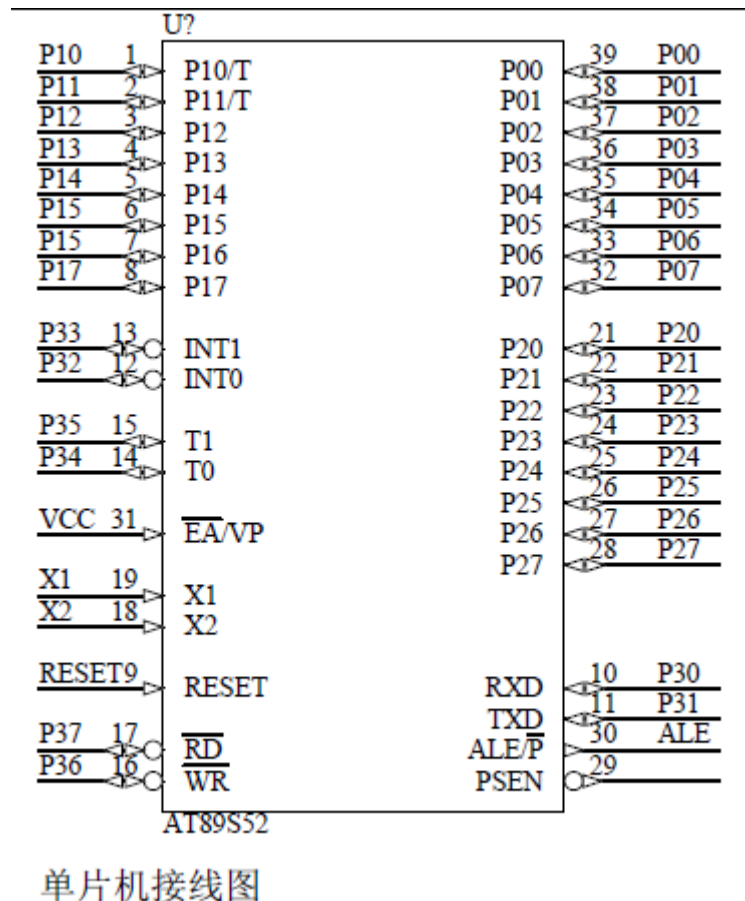 U?
P10 1 P10/T P00 39 P00
P11 2 P11/T P01 38 P01
P12 3 P12 P02 37 P02
P13 4 P13 P03 36 P03
P14 5 P14 P04 35 P04
P15 6 P15 P05 34 P05
P15 7 P16 P06 33 P06
P17 8 P17 P07 32 P07
P33 13 INT1 P20 21 P20
P32 12 INT0 P21 22 P21
P22 23 P22
P35 15 T1 P23 24 P23
P34 14 T0 P24 25 P24
P25 26 P25
VCC 31 EA/VP P26 27 P26
P27 28 P27
X1 19 X1
X2 18 X2
RESET9 RESET RXD 10 P30
TXD 11 P31
P37 17 RD ALE/P 30 ALE
P36 16 WR PSEN 29
AT89S52
单片机接线图